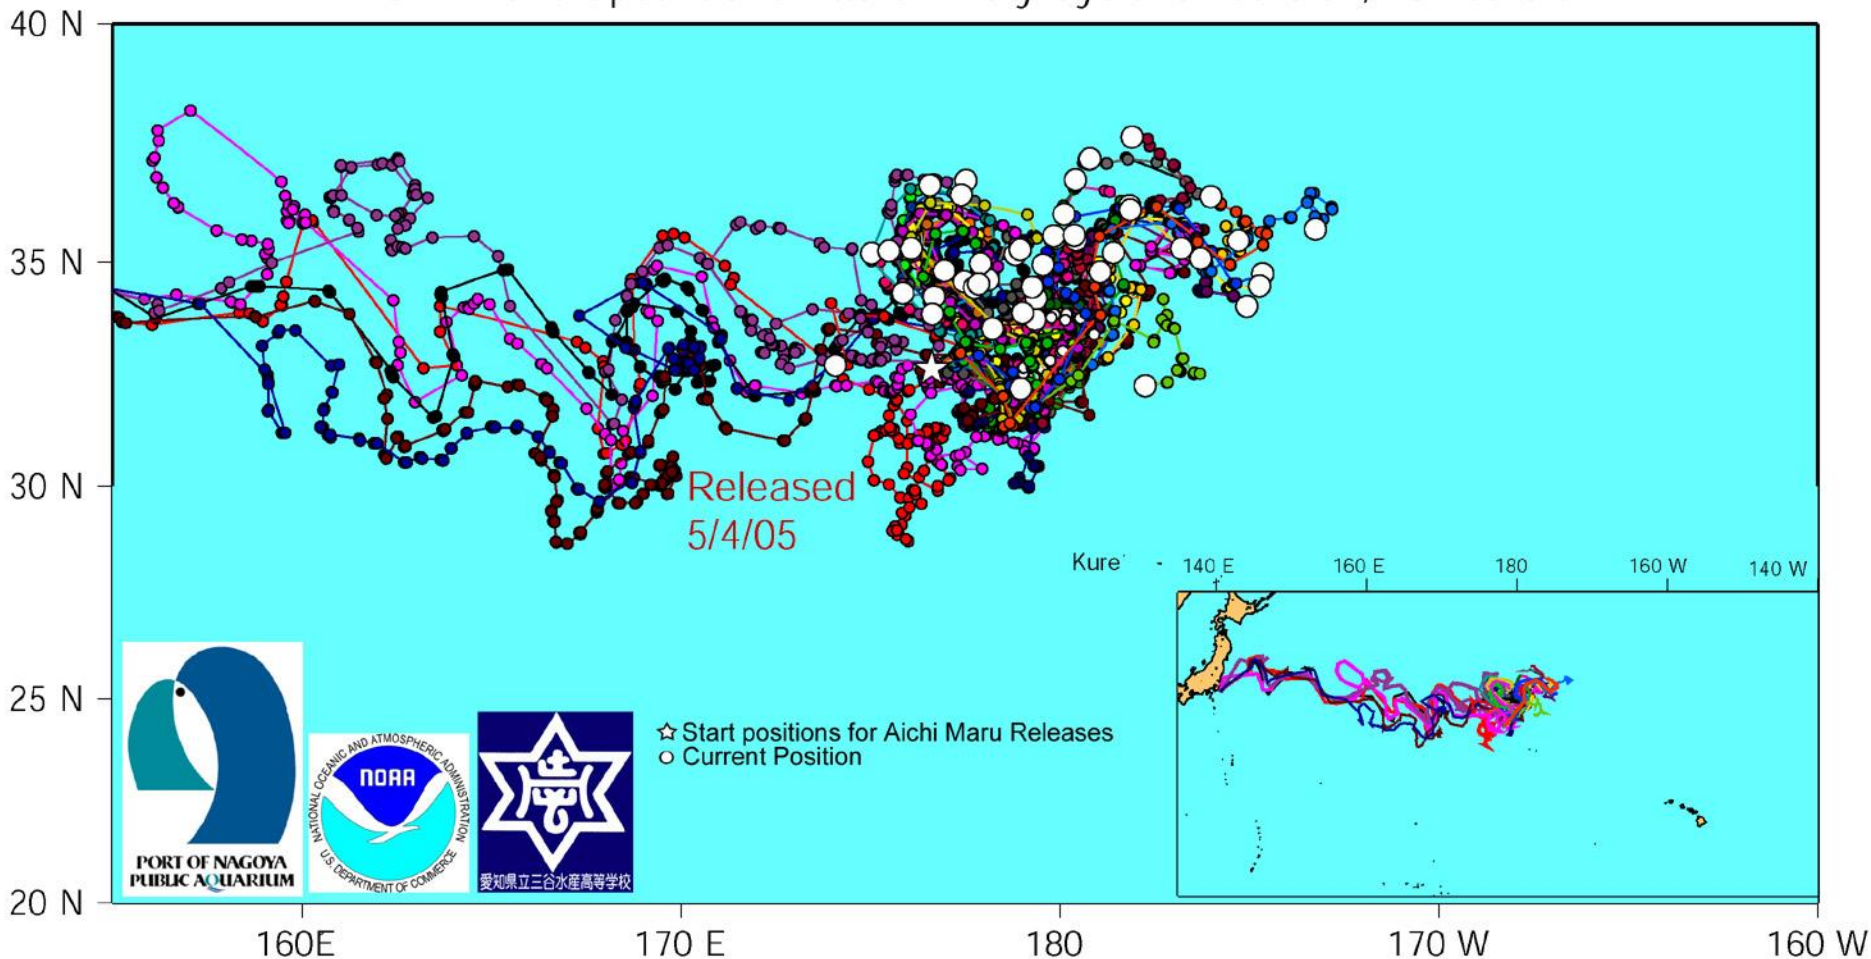 40 N
35 N
30 N
25 N
20 N
160E
170 E
180
170 W
160 W
Released
5/4/05
Kure
140 E
160 E
180
160 W
140 W
Start positions for Aichi Maru Releases
Current Position
PORT OF NAGOYA
PUBLIC AQUARIUM
NATIONAL OCEANIC AND ATMOSPHERIC ADMINISTRATION
NOAA
U.S. DEPARTMENT OF COMMERCE
愛知県立三谷水産高等学校